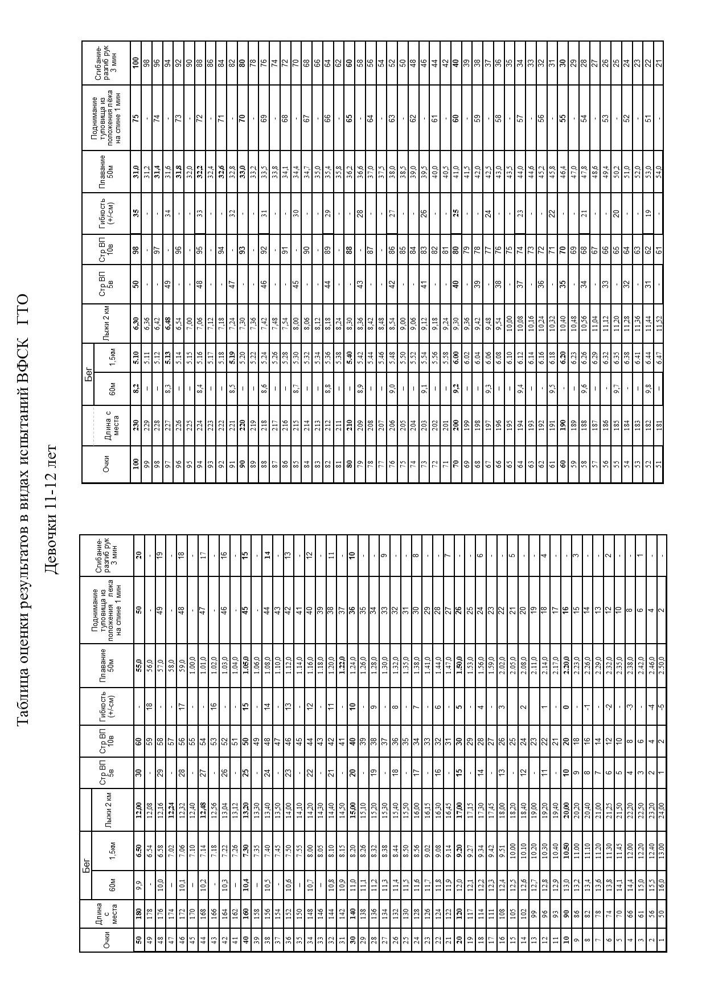 Таблица оценки результатов в видах испытаний ВФСК ГТО
Девочки 11-12 лет
Очки Длина с места Бег 60м 1,5км Лыжи 2 км Стр ВП 5в Стр ВП 10в Гибкость (+/-см) Плавание 50м Поднимание туловища из положения лежа на спине 1 мин Сгибание-разгиб рук 3 мин
50 180 9,9 6.50 12,00 30 60 - 55,0 50 20
49 178 - 6.54 12,08 - 59 18 56,0 - -
48 176 10,0 6.58 12,16 29 58 - 57,0 49 19
47 174 – 7.02 12,24 - 57 - 58,0 - -
46 172 10,1 7.06 12,32 28 56 17 59,0 48 18
45 170 – 7.10 12,40 - 55 - 1.00,0 - -
44 168 10,2 7.14 12,48 27 54 - 1.01,0 47 17
43 166 - 7.18 12,56 - 53 16 1.02,0 - -
42 164 10,3 7.22 13,04 26 52 - 1.03,0 46 16
41 162 – 7.26 13,12 - 51 - 1.04,0 - -
40 160 10,4 7.30 13,20 25 50 15 1.05,0 45 15
39 158 - 7.35 13,30 - 49 - 1.06,0 - -
38 156 10,5 7.40 13,40 24 48 14 1.08,0 44 14
37 154 - 7.45 13,50 - 47 - 1.10,0 43 -
36 152 10,6 7.50 14,00 23 46 13 1.12,0 42 13
35 150 – 7.55 14,10 - 45 - 1.14,0 41 -
34 148 10,7 8.00 14,20 22 44 12 1.16,0 40 12
33 146 – 8.05 14,30 - 43 - 1.18,0 39 -
32 144 10,8 8.10 14,40 21 42 11 1.20,0 38 11
31 142 10,9 8.15 14,50 - 41 - 1.22,0 37 -
30 140 11,0 8.20 15,00 20 40 10 1.24,0 36 10
29 138 11,1 8.26 15,10 - 39 - 1.26,0 35 -
28 136 11,2 8.32 15,20 19 38 9 1.28,0 34 -
27 134 11,3 8.38 15,30 - 37 - 1.30,0 33 9
26 132 11,4 8.44 15,40 18 36 8 1.32,0 32 -
25 130 11,5 8.50 15,50 - 35 - 1.35,0 31 -
24 128 11,6 8.56 16,00 17 34 7 1.38,0 30 8
23 126 11,7 9.02 16,15 - 33 - 1.41,0 29 -
22 124 11,8 9.08 16,30 16 32 6 1.44,0 28 -
21 122 11,9 9.14 16,45 - 31 - 1.47,0 27 7
20 120 12,0 9.20 17,00 15 30 5 1.50,0 26 -
19 117 12,1 9.27 17,15 - 29 - 1.53,0 25 -
18 114 12,2 9.34 17,30 14 28 4 1.56,0 24 6
17 111 12,3 9.42 17,45 - 27 - 1.59,0 23 -
16 108 12,4 9.51 18,00 13 26 3 2.02,0 22 -
15 105 12,5 10.00 18,20 - 25 - 2.05,0 21 5
14 102 12,6 10.10 18,40 12 24 2 2.08,0 20 -
13 99 12,7 10.20 19,00 - 23 - 2.11,0 19 -
12 96 12,8 10.30 19,20 11 22 1 2.14,0 18 4
11 93 12,9 10.40 19,40 - 21 - 2.17,0 17 -
10 90 13,0 10.50 20,00 10 20 0 2.20,0 16 -
9 86 13,2 11.00 20,20 9 18 - 2.23,0 15 3
8 82 13,4 11.10 20,40 8 16 -1 2.26,0 14 -
7 78 13,6 11.20 21,00 7 14 - 2.29,0 13 -
6 74 13,8 11.30 21,25 6 12 -2 2.32,0 12 2
5 70 14,1 11.45 21,50 5 10 - 2.35,0 10 -
4 66 14,4 12.00 22,20 4 8 -3 2.38,0 8 -
3 61 15,0 12.20 22,50 3 6 - 2.42,0 6 1
2 56 15,5 12.40 23,20 2 4 -4 2.46,0 4 -
1 50 16,0 13.00 24,00 1 2 -5 2.50,0 2 -
Очки Длина с места Бег 60м 1,5км Лыжи 2 км Стр ВП 5в Стр ВП 10в Гибкость (+/-см) Плавание 50м Поднимание туловища из положения лёжа на спине 1 мин Сгибание-разгиб рук 3 мин
100 230 8,2 5.10 6,30 50 98 35 31,0 75 100
99 229 – 5.11 6,36 - - - 31,2 - 98
98 228 – 5.12 6,42 - 97 - 31,4 74 96
97 227 8,3 5.13 6,48 49 - 34 31,6 - 94
96 226 – 5.14 6,54 - 96 - 31,8 73 92
95 225 – 5.15 7,00 - - - 32,0 - 90
94 224 8,4 5.16 7,06 48 95 33 32,2 72 88
93 223 – 5.17 7,12 - - - 32,4 - 86
92 222 – 5.18 7,18 - 94 - 32,6 71 84
91 221 8,5 5.19 7,24 47 - 32 32,8 - 82
90 220 – 5.20 7,30 - 93 - 33,0 70 80
89 219 – 5.22 7,36 - - - 33,2 - 78
88 218 8,6 5.24 7,42 46 92 31 33,5 69 76
87 217 – 5.26 7,48 - - - 33,8 - 74
86 216 – 5.28 7,54 - 91 - 34,1 68 72
85 215 8,7 5.30 8,00 45 - 30 34,4 - 70
84 214 – 5.32 8,06 - 90 - 34,7 67 68
83 213 – 5.34 8,12 - - - 35,0 - 66
82 212 8,8 5.36 8,18 44 89 29 35,4 66 64
81 211 – 5.38 8,24 - - - 35,8 - 62
80 210 – 5.40 8,30 - 88 - 36,2 65 60
79 209 8,9 5.42 8,36 43 - 28 36,6 - 58
78 208 – 5.44 8,42 - 87 - 37,0 64 56
77 207 – 5.46 8,48 - - - 37,5 - 54
76 206 9,0 5.48 8,54 42 86 27 38,0 63 52
75 205 – 5.50 9,00 - 85 - 38,5 - 50
74 204 – 5.52 9,06 - 84 - 39,0 62 48
73 203 9,1 5.54 9,12 41 83 26 39,5 - 46
72 202 – 5.56 9,18 - 82 - 40,0 61 44
71 201 – 5.58 9,24 - 81 - 40,5 - 42
70 200 9,2 6.00 9,30 40 80 25 41,0 60 40
69 199 – 6.02 9,36 - 79 - 41,5 - 39
68 198 – 6.04 9,42 39 78 - 42,0 59 38
67 197 9,3 6.06 9,48 - 77 24 42,5 - 37
66 196 – 6.08 9,54 38 76 - 43,0 58 36
65 195 – 6.10 10,00 - 75 - 43,5 - 35
64 194 9,4 6.12 10,08 37 74 23 44,0 57 34
63 193 – 6.14 10,16 - 73 - 44,6 - 33
62 192 - 6.16 10,24 36 72 - 45,2 56 32
61 191 9,5 6.18 10,32 - 71 22 45,8 - 31
60 190 - 6.20 10,40 35 70 - 46,4 55 30
59 189 – 6.23 10,48 - 69 - 47,0 - 29
58 188 9,6 6.26 10,56 34 68 21 47,8 54 28
57 187 – 6.29 11,04 - 67 - 48,6 - 27
56 186 - 6.32 11,12 33 66 - 49,4 53 26
55 185 9,7 6.35 11,20 - 65 20 50,2 - 25
54 184 - 6.38 11,28 32 64 - 51,0 52 24
53 183 – 6.41 11,36 - 63 - 52,0 - 23
52 182 9,8 6.44 11,44 31 62 19 53,0 51 22
51 181 – 6.47 11,52 - 61 - 54,0 - 21